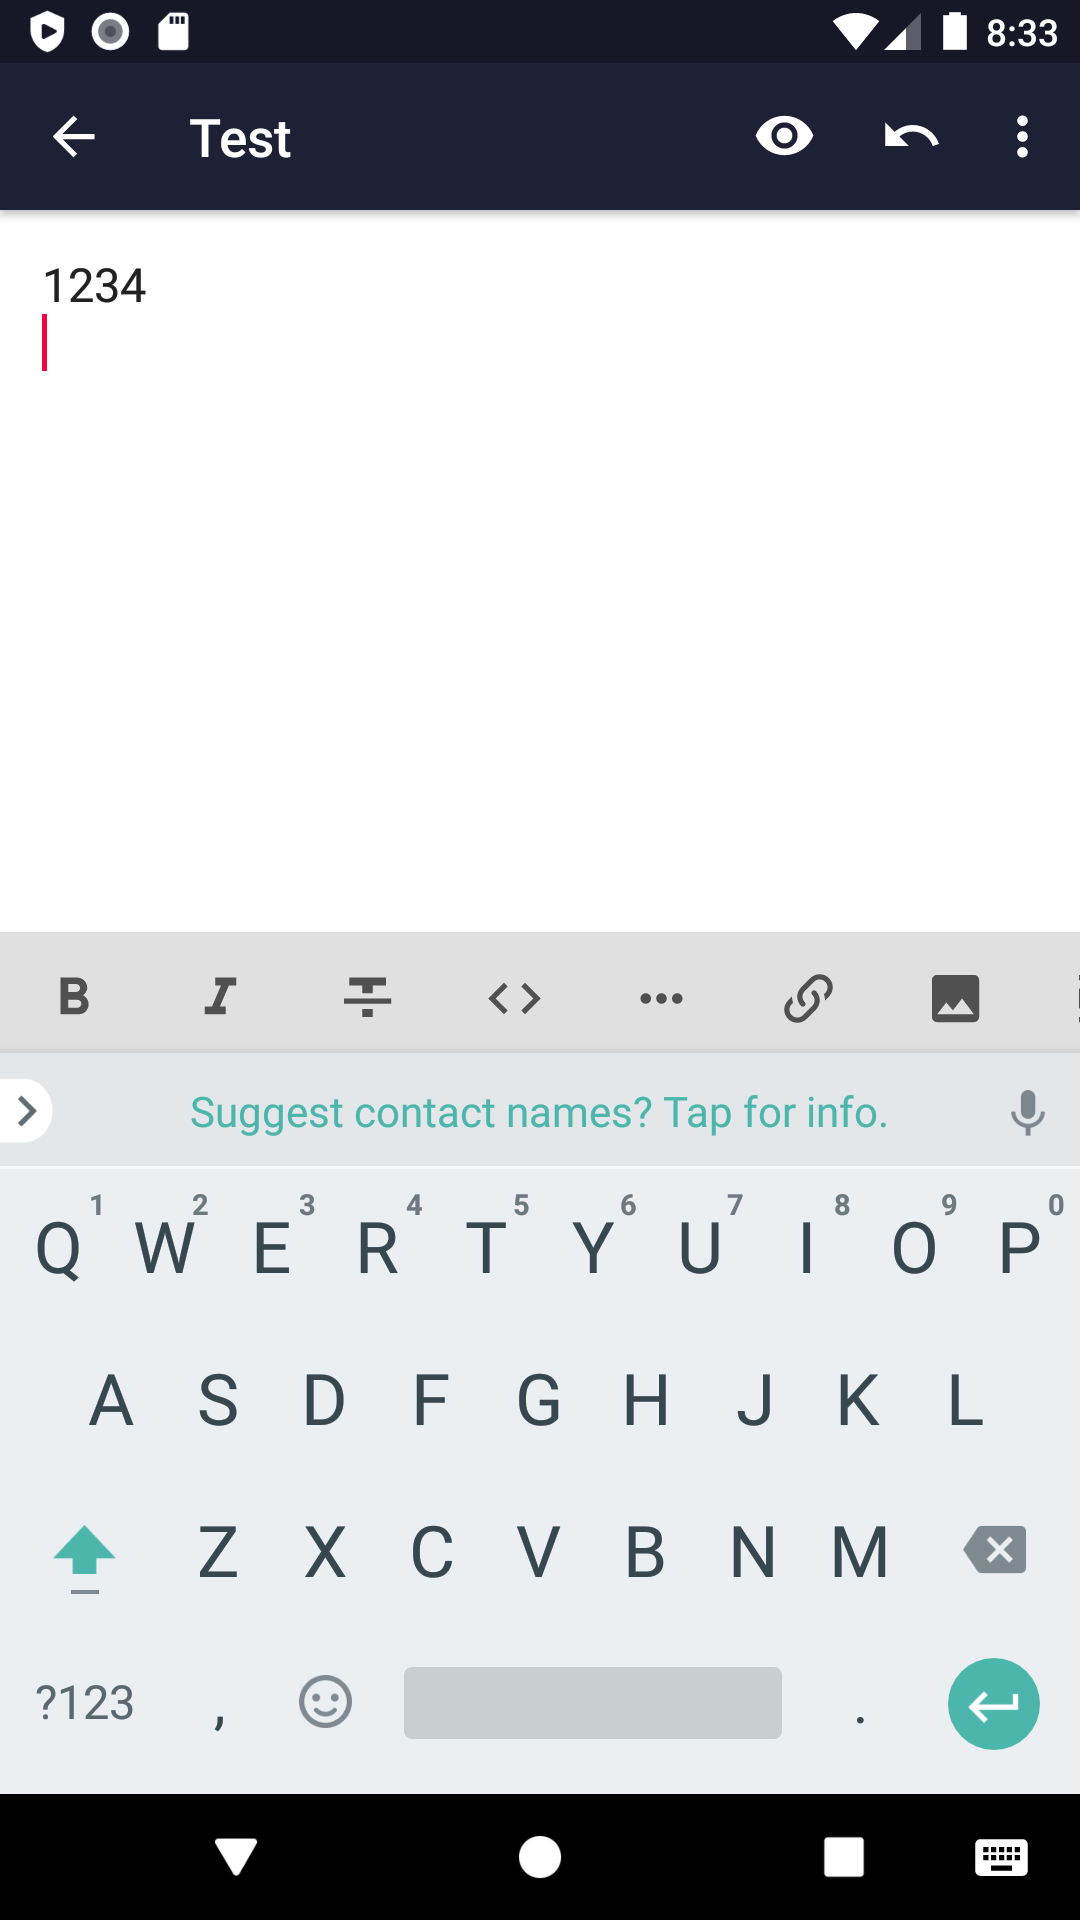 8:33
Test
1234
B I
Suggest contact names? Tap for info.
1 2 3 4 5 6 7 8 9 0
Q W E R T Y U I O P
A S D F G H J K L
Z X C V B N M
?123 , .